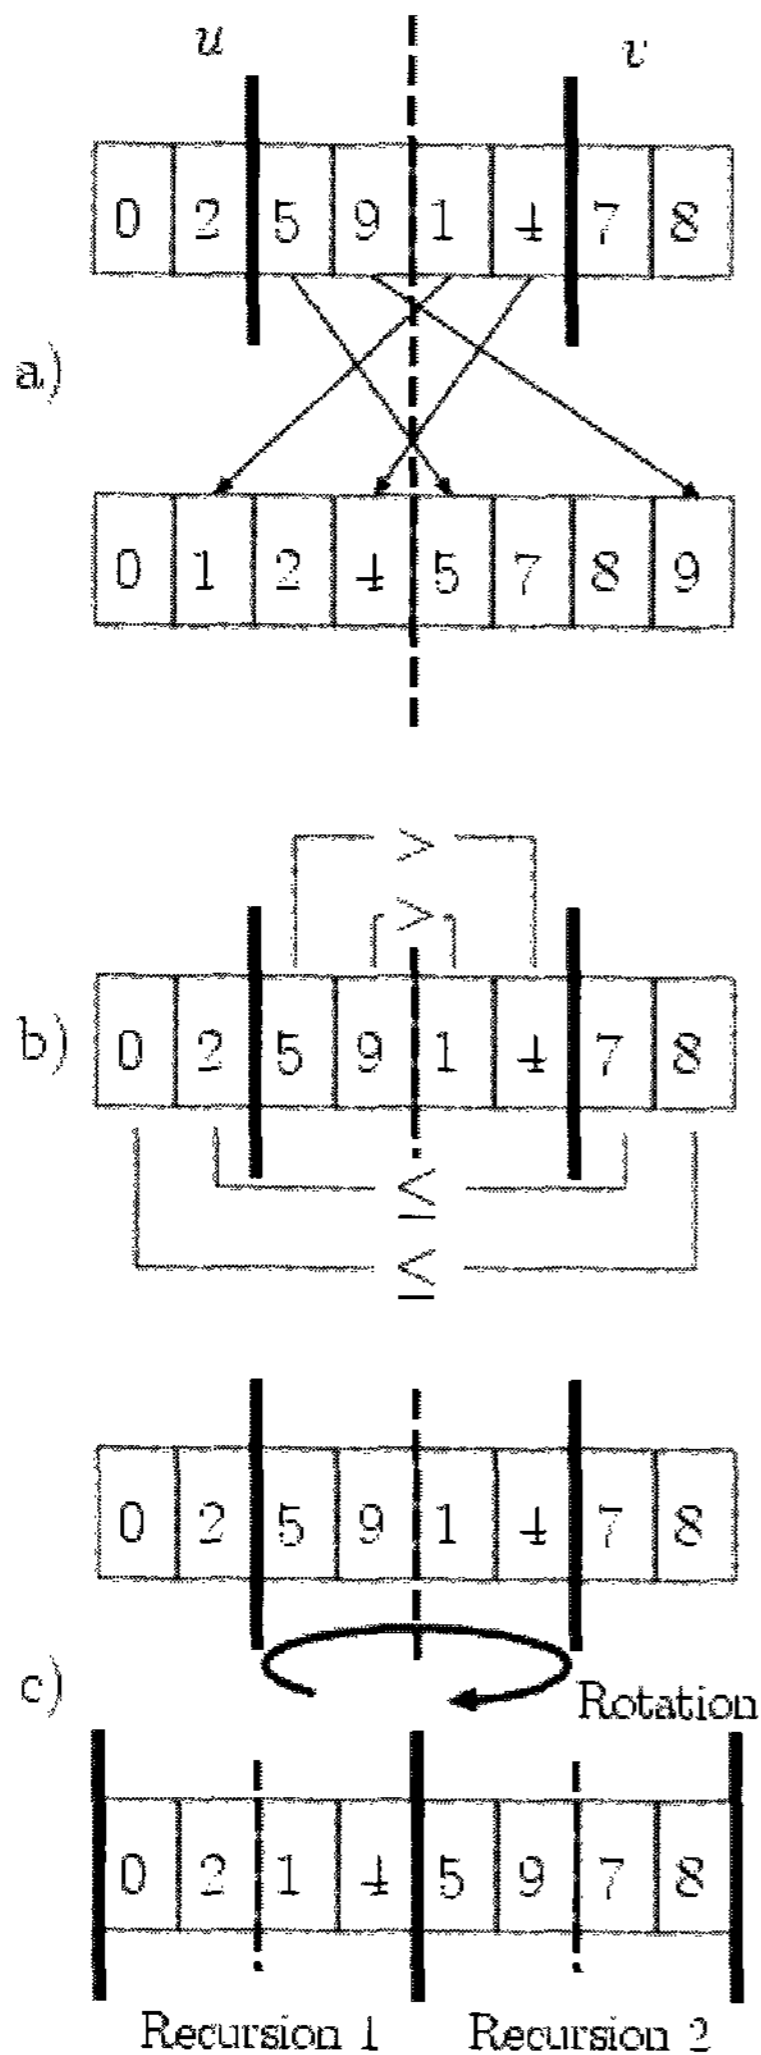 u v
0 2 5 9 1 4 7 8
a)
0 1 2 4 5 7 8 9
>
>
b) 0 2 5 9 1 4 7 8
≤
≤
0 2 5 9 1 4 7 8
c)
Rotation
0 2 1 4 5 9 7 8
Recursion 1 Recursion 2